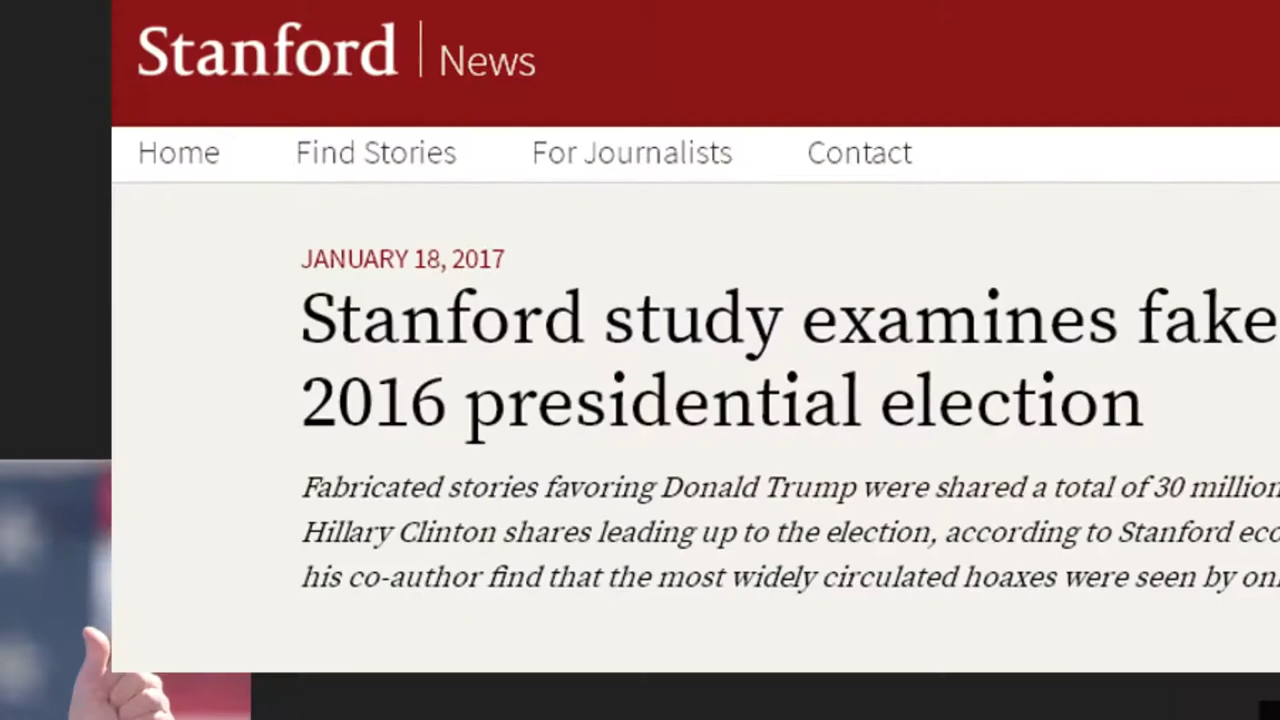 Stanford | News
Home Find Stories For Journalists Contact
JANUARY 18, 2017
Stanford study examines fake
2016 presidential election
Fabricated stories favoring Donald Trump were shared a total of 30 million
Hillary Clinton shares leading up to the election, according to Stanford
his co-author find that the most widely circulated hoaxes were seen by